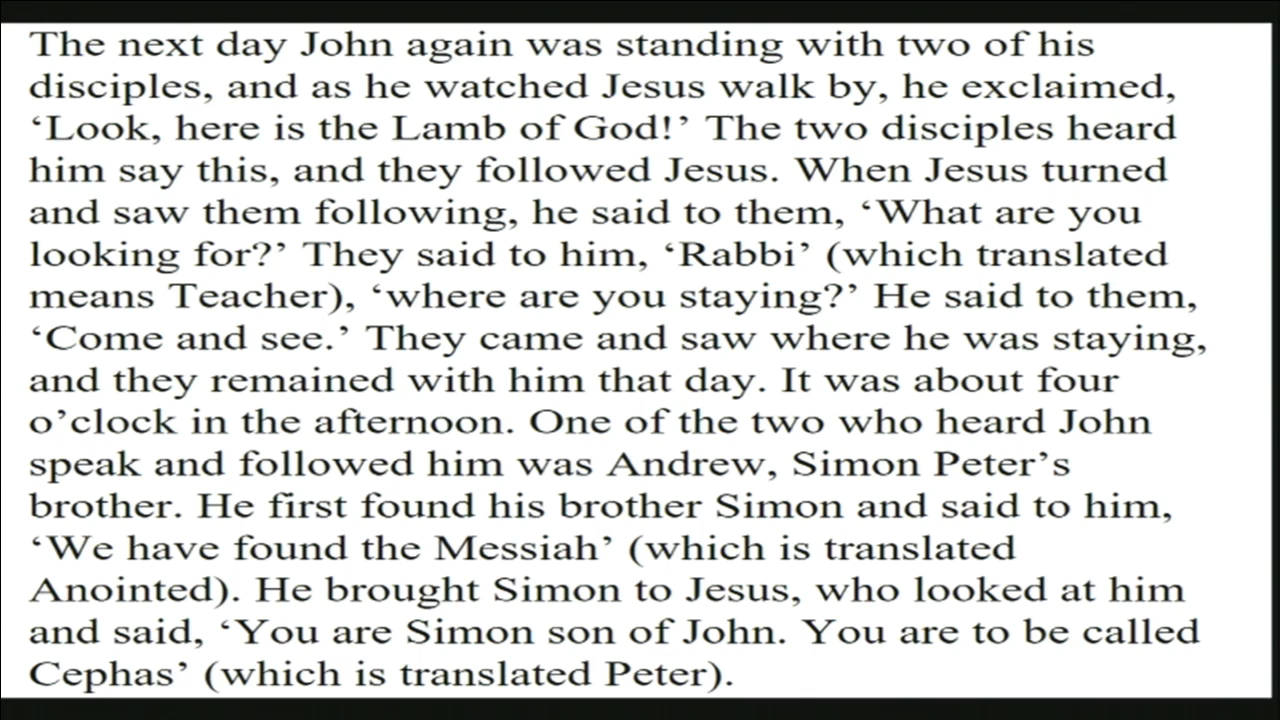 The next day John again was standing with two of his
disciples, and as he watched Jesus walk by, he exclaimed,
‘Look, here is the Lamb of God!’ The two disciples heard
him say this, and they followed Jesus. When Jesus turned
and saw them following, he said to them, ‘What are you
looking for?’ They said to him, ‘Rabbi’ (which translated
means Teacher), ‘where are you staying?’ He said to them,
‘Come and see.’ They came and saw where he was staying,
and they remained with him that day. It was about four
o’clock in the afternoon. One of the two who heard John
speak and followed him was Andrew, Simon Peter’s
brother. He first found his brother Simon and said to him,
‘We have found the Messiah’ (which is translated
Anointed). He brought Simon to Jesus, who looked at him
and said, ‘You are Simon son of John. You are to be called
Cephas’ (which is translated Peter).